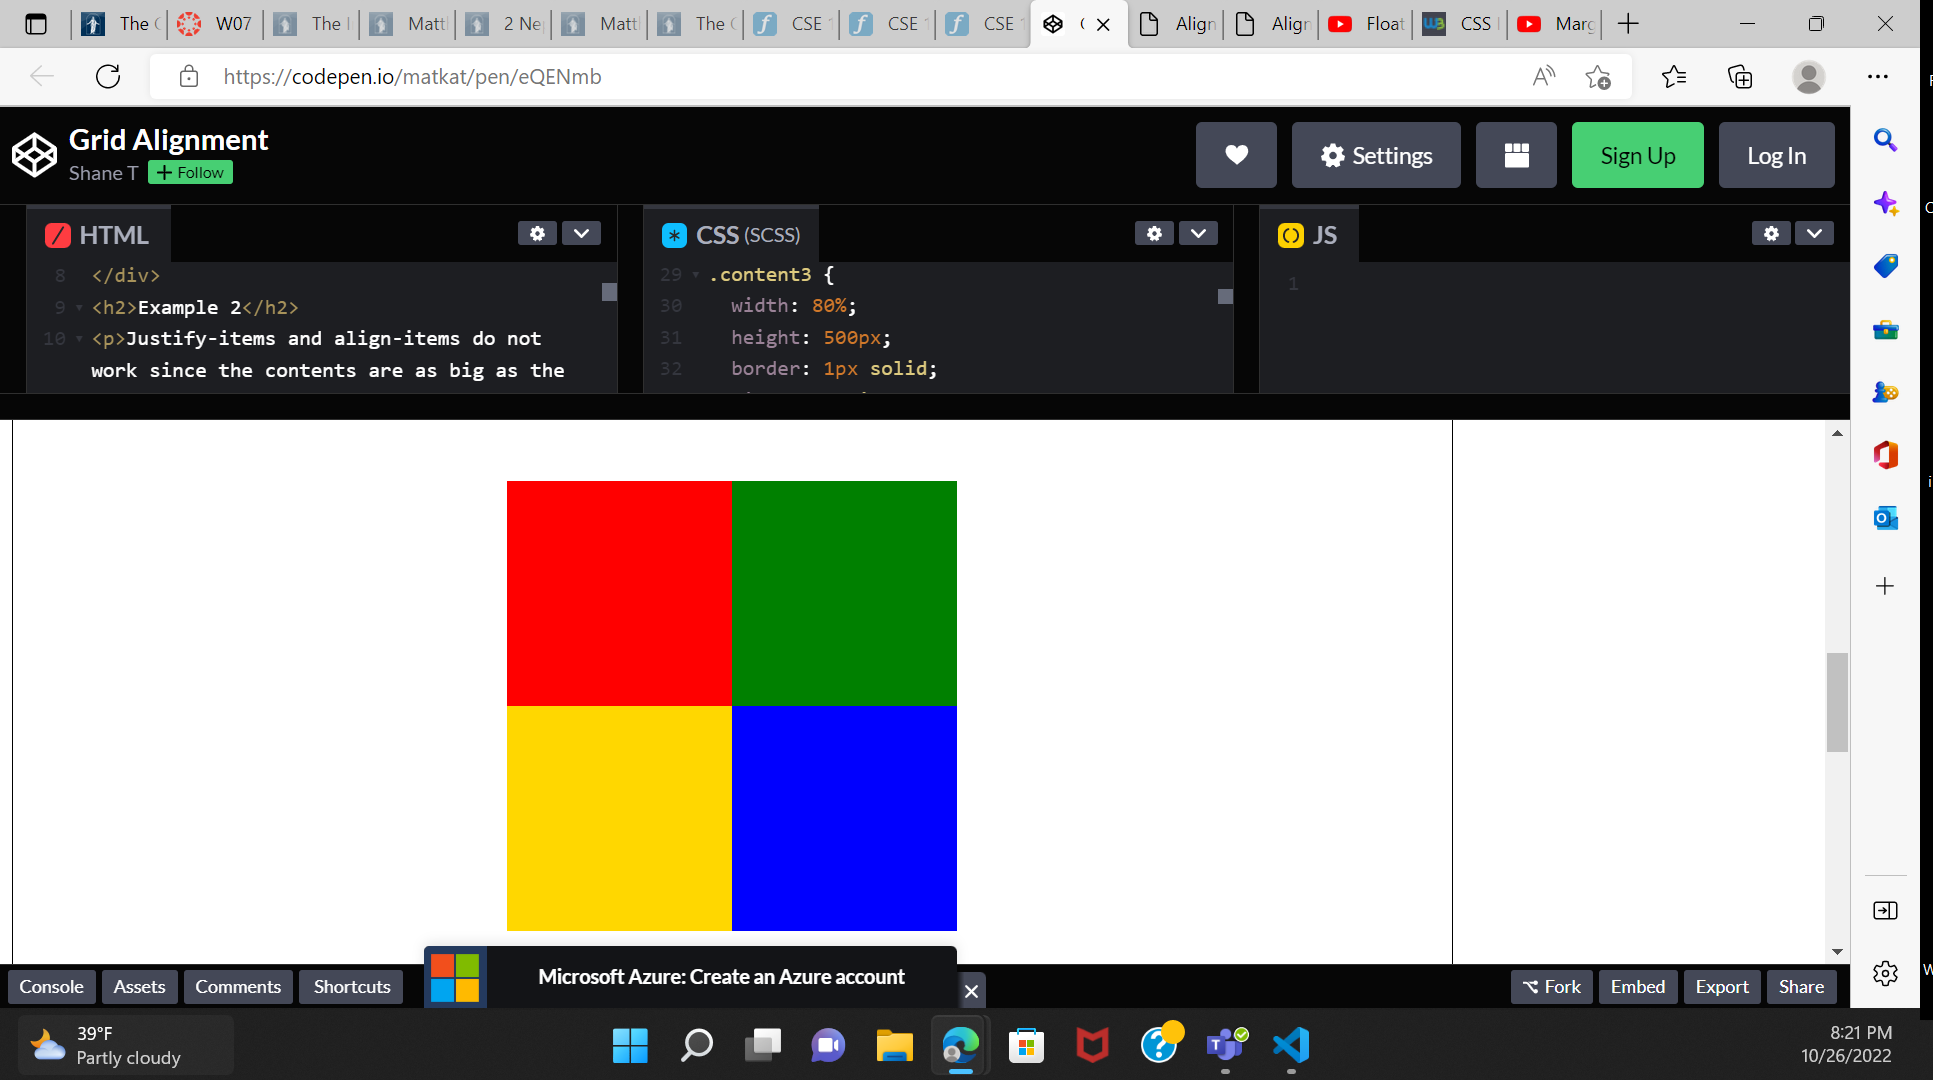 The
W07
The I
Matt
2 Ne
Matt
The
CSE 1
CSE 1
CSE 1
Align
Align
Float
CSS
Marg
https://codepen.io/matkat/pen/eQENmb
Grid Alignment
Shane T
+ Follow
Settings
Sign Up
Log In
HTML
8 </div>
9 <h2>Example 2</h2>
10 <p>Justify-items and align-items do not
work since the contents are as big as the
CSS (SCSS)
29 .content3 {
30 width: 80%;
31 height: 500px;
32 border: 1px solid;
JS
1
Console
Assets
Comments
Shortcuts
Microsoft Azure: Create an Azure account
Fork
Embed
Export
Share
39°F
Partly cloudy
8:21 PM
10/26/2022